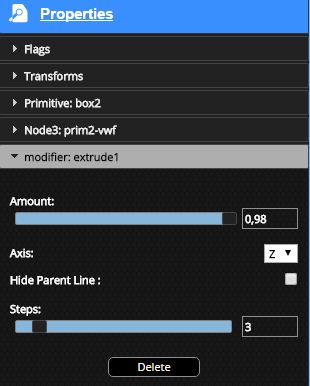 Properties
Flags
Transforms
Primitive: box2
Node3: prim2-vwf
modifier: extrude1
Amount:
0,98
Axis: Z
Hide Parent Line :
Steps:
3
Delete